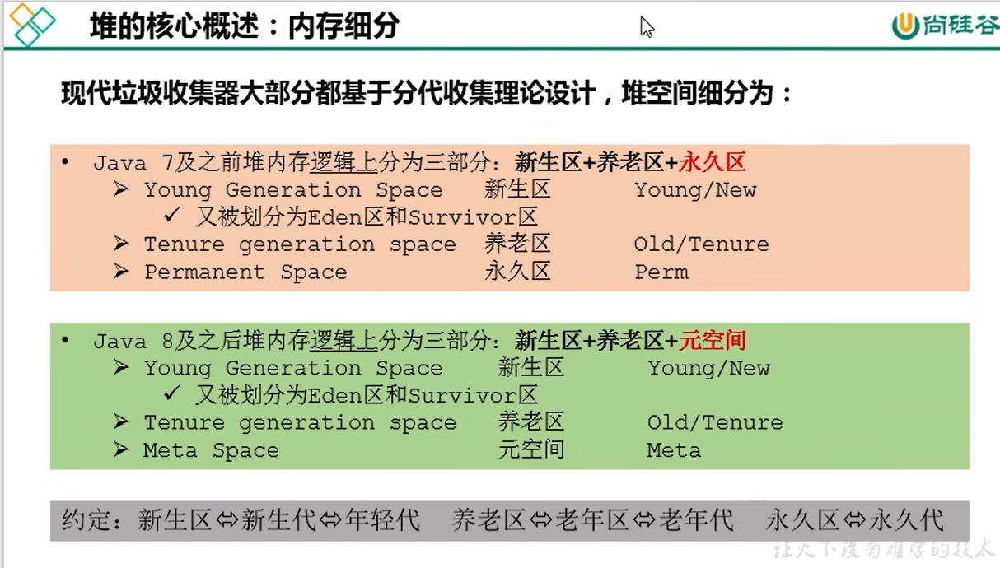 堆的核心概述：内存细分
尚硅谷
现代垃圾收集器大部分都基于分代收集理论设计，堆空间细分为：
• Java 7及之前堆内存逻辑上分为三部分：新生区+养老区+永久区
➢ Young Generation Space 新生区 Young/New
✓ 又被划分为Eden区和Survivor区
➢ Tenure generation space 养老区 Old/Tenure
➢ Permanent Space 永久区 Perm
• Java 8及之后堆内存逻辑上分为三部分：新生区+养老区+元空间
➢ Young Generation Space 新生区 Young/New
✓ 又被划分为Eden区和Survivor区
➢ Tenure generation space 养老区 Old/Tenure
➢ Meta Space 元空间 Meta
约定：新生区⇔新生代⇔年轻代 养老区⇔老年区⇔老年代 永久区⇔永久代
让天下没有难学的技术